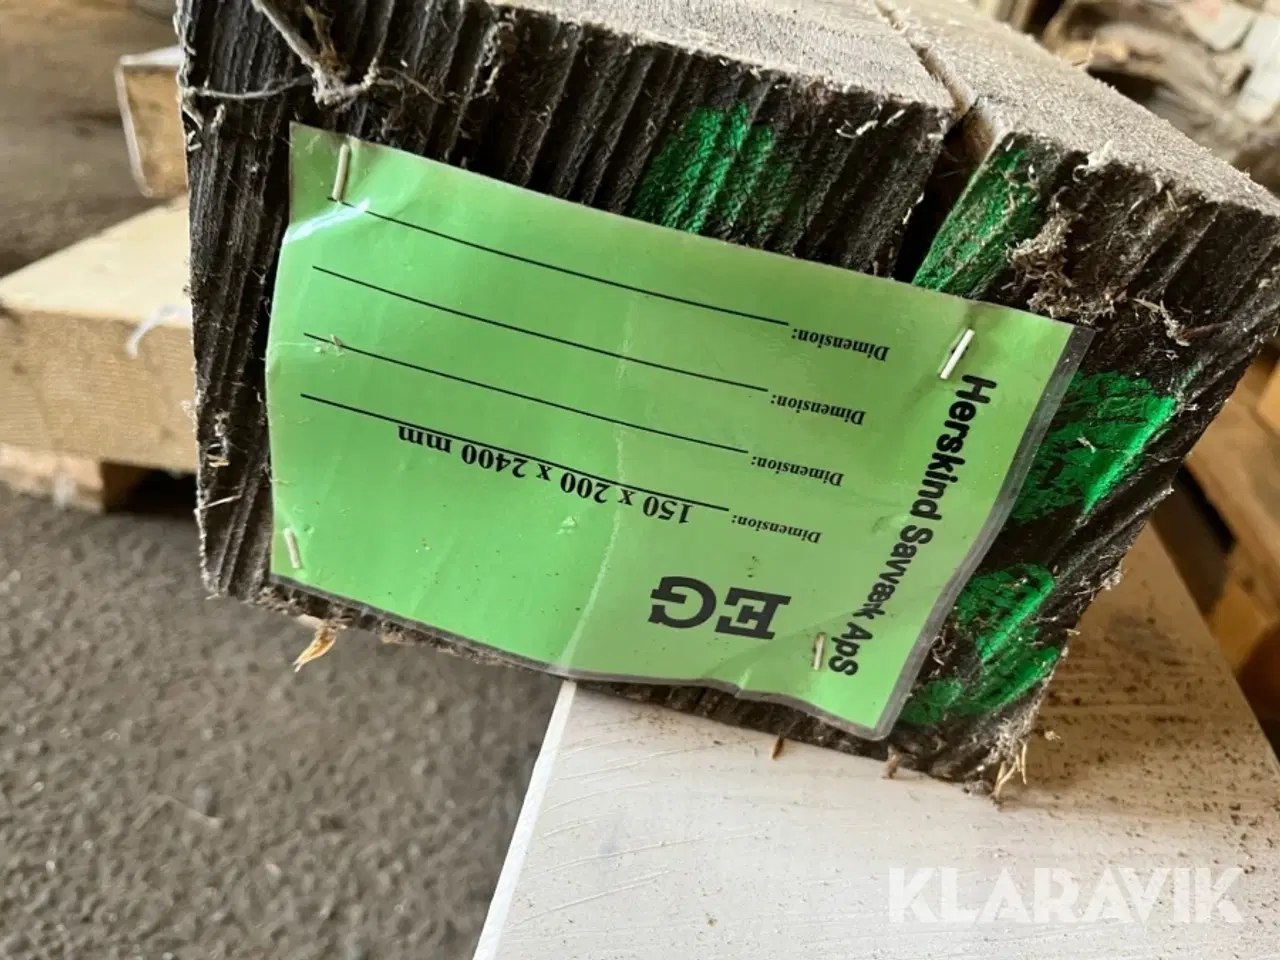 Herskind Savværk ApS
EG
Dimension: 150 x 200 x 2400 mm
Dimension:
Dimension:
Dimension:
KLARAVIK